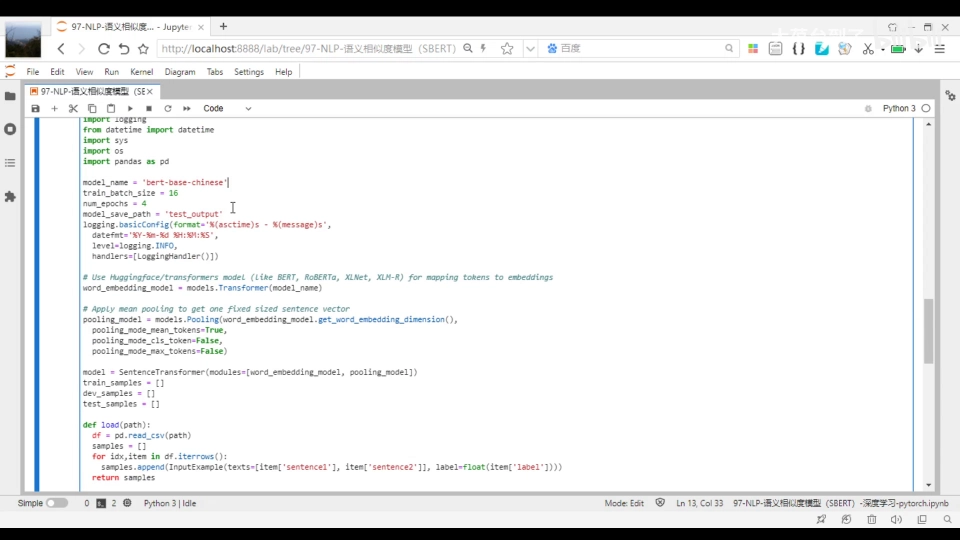 97-NLP-语义相似度... - Jupyter
http://localhost:8888/lab/tree/97-NLP-语义相似度模型（SBERT）
百度
File Edit View Run Kernel Diagram Tabs Settings Help
97-NLP-语义相似度模型（SE
Code
Python 3
import logging
from datetime import datetime
import sys
import os
import pandas as pd
model_name = 'bert-base-chinese'
train_batch_size = 16
num_epochs = 4
model_save_path = 'test_output'
logging.basicConfig(format='%(asctime)s - %(message)s',
datefmt='%Y-%m-%d %H:%M:%S',
level=logging.INFO,
handlers=[LoggingHandler()])
# Use Huggingface/transformers model (like BERT, RoBERTa, XLNet, XLM-R) for mapping tokens to embeddings
word_embedding_model = models.Transformer(model_name)
# Apply mean pooling to get one fixed sized sentence vector
pooling_model = models.Pooling(word_embedding_model.get_word_embedding_dimension(),
pooling_mode_mean_tokens=True,
pooling_mode_cls_token=False,
pooling_mode_max_tokens=False)
model = SentenceTransformer(modules=[word_embedding_model, pooling_model])
train_samples = []
dev_samples = []
test_samples = []
def load(path):
df = pd.read_csv(path)
samples = []
for idx,item in df.iterrows():
samples.append(InputExample(texts=[item['sentence1'], item['sentence2']], label=float(item['label'])))
return samples
Simple 0 2 Python 3 | Idle Mode: Edit Ln 13, Col 33 97-NLP-语义相似度模型（SBERT）-深度学习-pytorch.ipynb